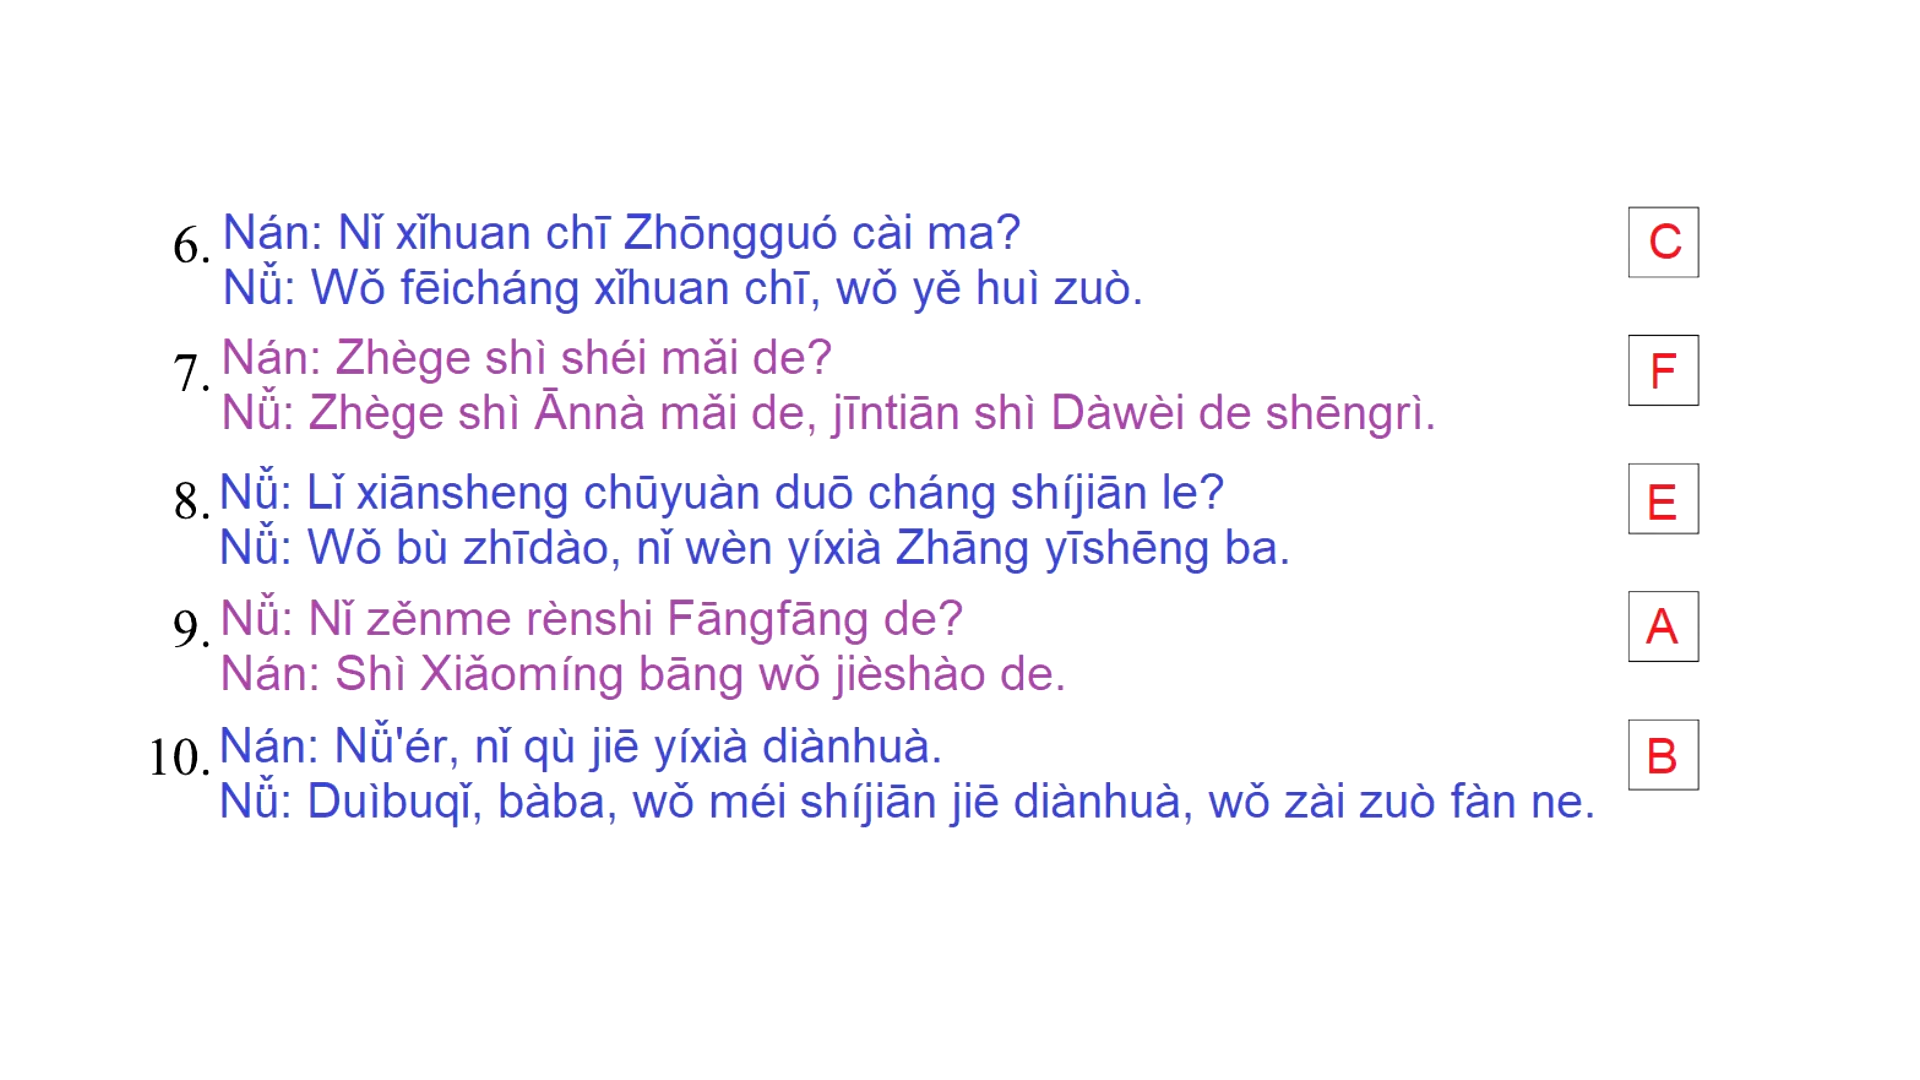 6. Nán: Nǐ xǐhuan chī Zhōngguó cài ma? C
Nǚ: Wǒ fēicháng xǐhuan chī, wǒ yě huì zuò.
7. Nán: Zhège shì shéi mǎi de? F
Nǚ: Zhège shì Ānnà mǎi de, jīntiān shì Dàwèi de shēngrì.
8. Nǚ: Lǐ xiānsheng chūyuàn duō cháng shíjiān le? E
Nǚ: Wǒ bù zhīdào, nǐ wèn yíxià Zhāng yīshēng ba.
9. Nǚ: Nǐ zěnme rènshi Fāngfāng de? A
Nán: Shì Xiǎomíng bāng wǒ jièshào de.
10. Nán: Nǚ'ér, nǐ qù jiē yíxià diànhuà. B
Nǚ: Duìbuqǐ, bàba, wǒ méi shíjiān jiē diànhuà, wǒ zài zuò fàn ne.